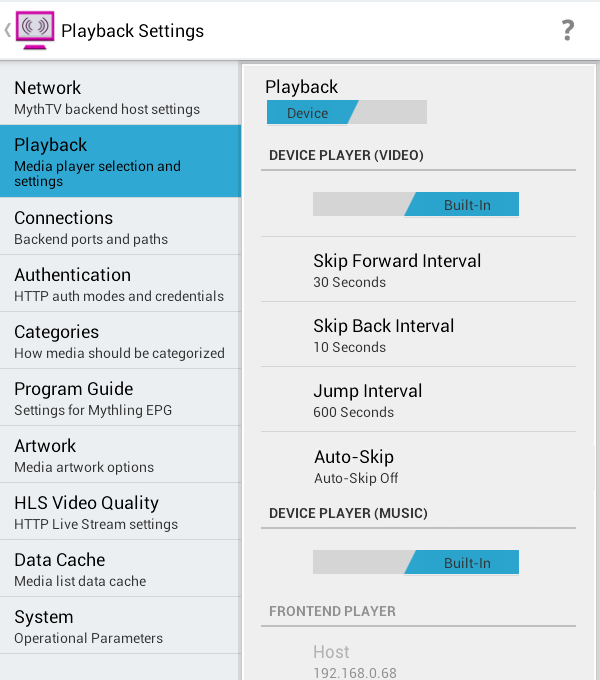 Playback Settings
?
Network
MythTV backend host settings
Playback
Media player selection and
settings
Connections
Backend ports and paths
Authentication
HTTP auth modes and credentials
Categories
How media should be categorized
Program Guide
Settings for Mythling EPG
Artwork
Media artwork options
HLS Video Quality
HTTP Live Stream settings
Data Cache
Media list data cache
System
Operational Parameters
Playback
Device
DEVICE PLAYER (VIDEO)
Built-In
Skip Forward Interval
30 Seconds
Skip Back Interval
10 Seconds
Jump Interval
600 Seconds
Auto-Skip
Auto-Skip Off
DEVICE PLAYER (MUSIC)
Built-In
FRONTEND PLAYER
Host
192.168.0.68